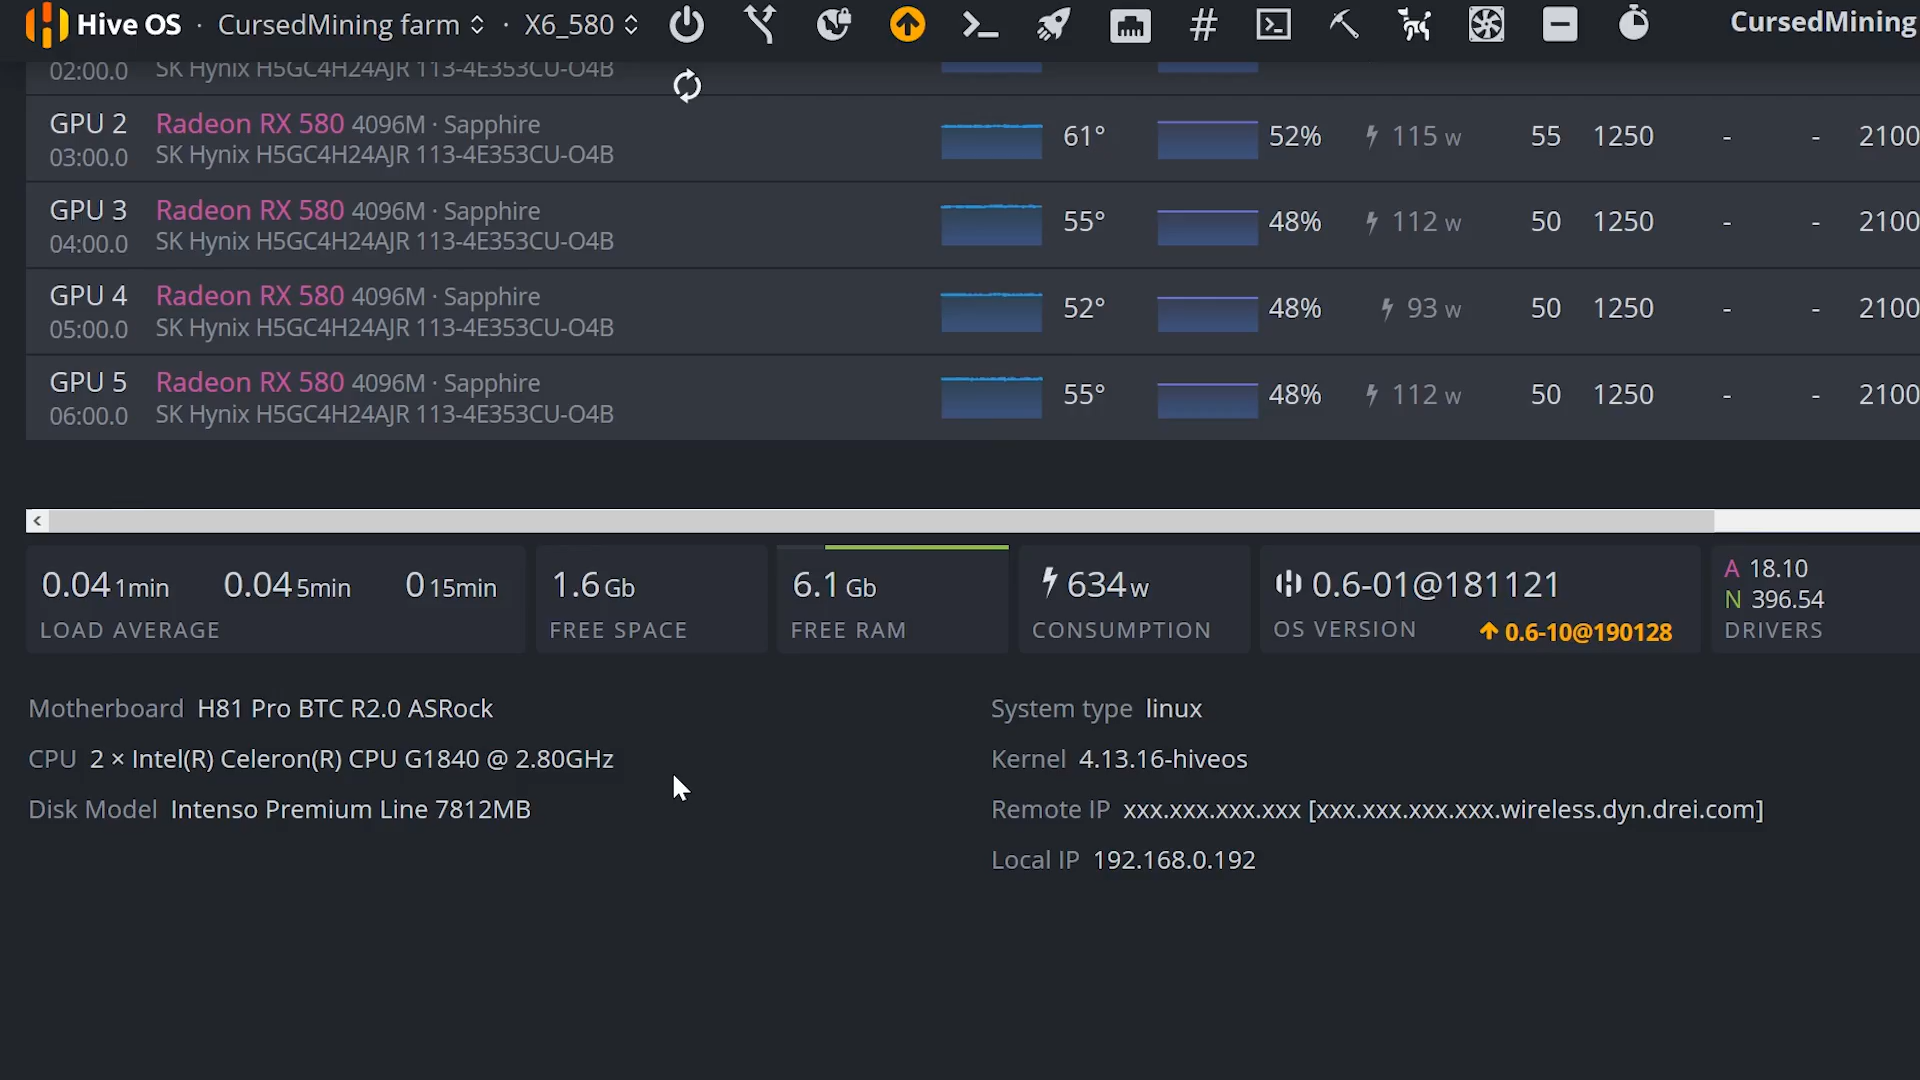 Hive OS · CursedMining farm · X6_580 CursedMining
02:00.0 SK Hynix H5GC4H24AJR 113-4E353CU-O4B
GPU 2 Radeon RX 580 4096M · Sapphire 61° 52% 115 w 55 1250 - - 2100
03:00.0 SK Hynix H5GC4H24AJR 113-4E353CU-O4B
GPU 3 Radeon RX 580 4096M · Sapphire 55° 48% 112 w 50 1250 - - 2100
04:00.0 SK Hynix H5GC4H24AJR 113-4E353CU-O4B
GPU 4 Radeon RX 580 4096M · Sapphire 52° 48% 93 w 50 1250 - - 2100
05:00.0 SK Hynix H5GC4H24AJR 113-4E353CU-O4B
GPU 5 Radeon RX 580 4096M · Sapphire 55° 48% 112 w 50 1250 - - 2100
06:00.0 SK Hynix H5GC4H24AJR 113-4E353CU-O4B
0.04 1min 0.04 5min 0 15min
LOAD AVERAGE
1.6 Gb
FREE SPACE
6.1 Gb
FREE RAM
634 w
CONSUMPTION
0.6-01@181121
OS VERSION 0.6-10@190128
A 18.10
N 396.54
DRIVERS
Motherboard H81 Pro BTC R2.0 ASRock
CPU 2 × Intel(R) Celeron(R) CPU G1840 @ 2.80GHz
Disk Model Intenso Premium Line 7812MB
System type linux
Kernel 4.13.16-hiveos
Remote IP xxx.xxx.xxx.xxx [xxx.xxx.xxx.xxx.wireless.dyn.drei.com]
Local IP 192.168.0.192